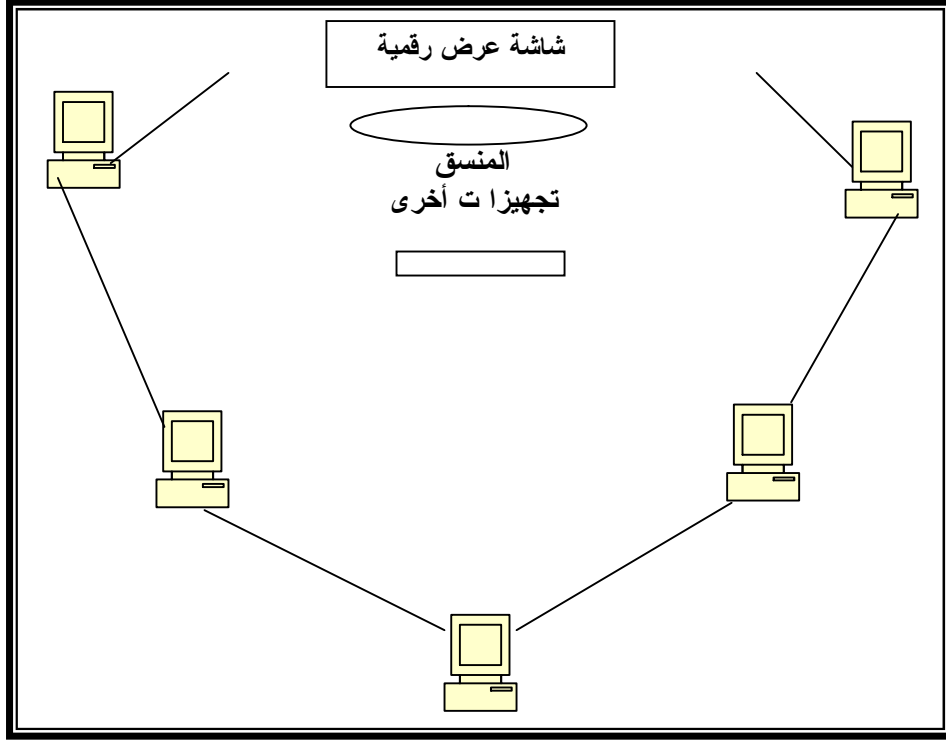 شاشة عرض رقمية
المنسق
تجهيزا ت أخرى